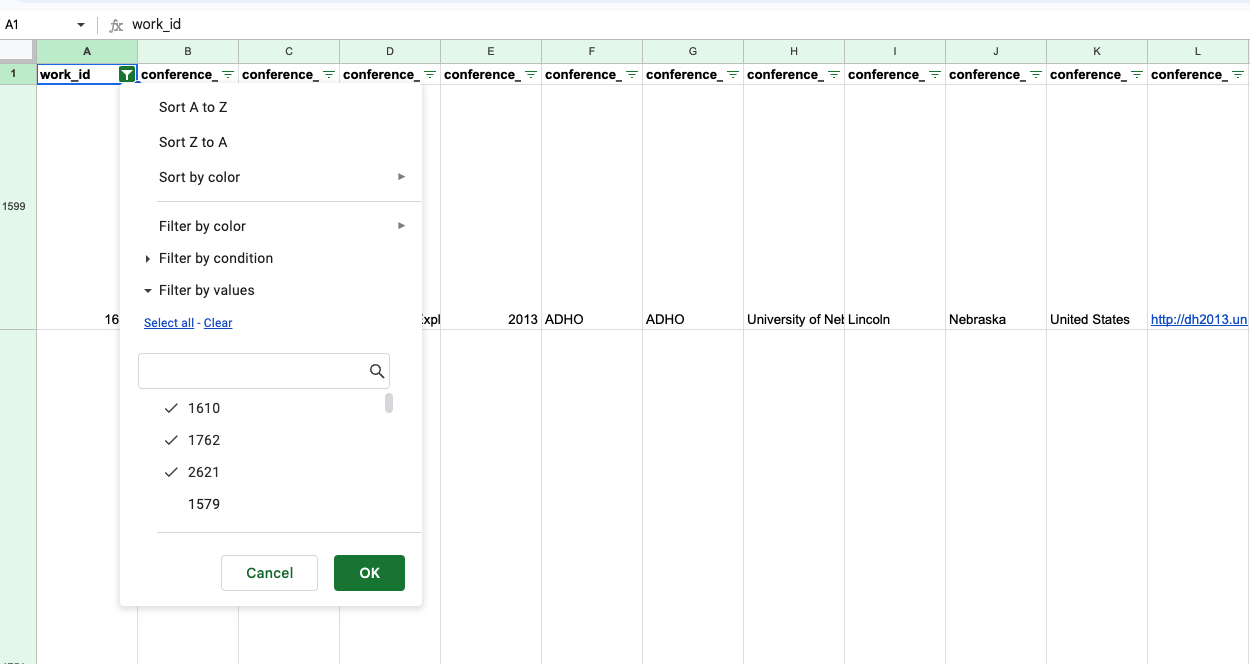 A1 fx work_id
A B C D E F G H I J K L
1 work_id conference_ conference_ conference_ conference_ conference_ conference_ conference_ conference_ conference_ conference_ conference_
Sort A to Z
Sort Z to A
Sort by color
1599
Filter by color
Filter by condition
Filter by values
16 Expl 2013 ADHO ADHO University of Neb Lincoln Nebraska United States http://dh2013.un
Select all - Clear
1610
1762
2621
1579
Cancel OK